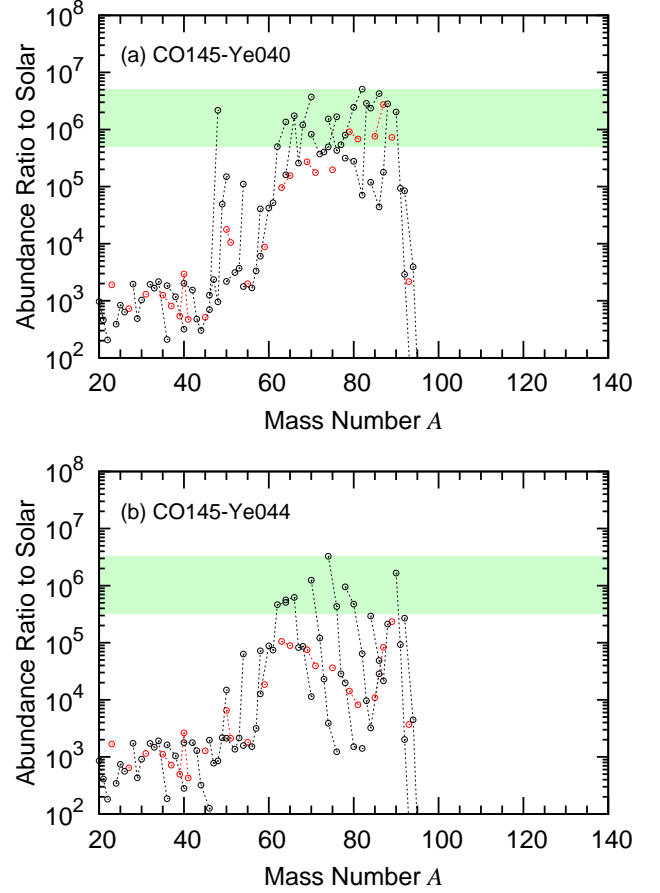 (a) CO145-Ye040
Abundance Ratio to Solar
10^8
10^7
10^6
10^5
10^4
10^3
10^2
20 40 60 80 100 120 140
Mass Number A
(b) CO145-Ye044
Abundance Ratio to Solar
10^8
10^7
10^6
10^5
10^4
10^3
10^2
20 40 60 80 100 120 140
Mass Number A